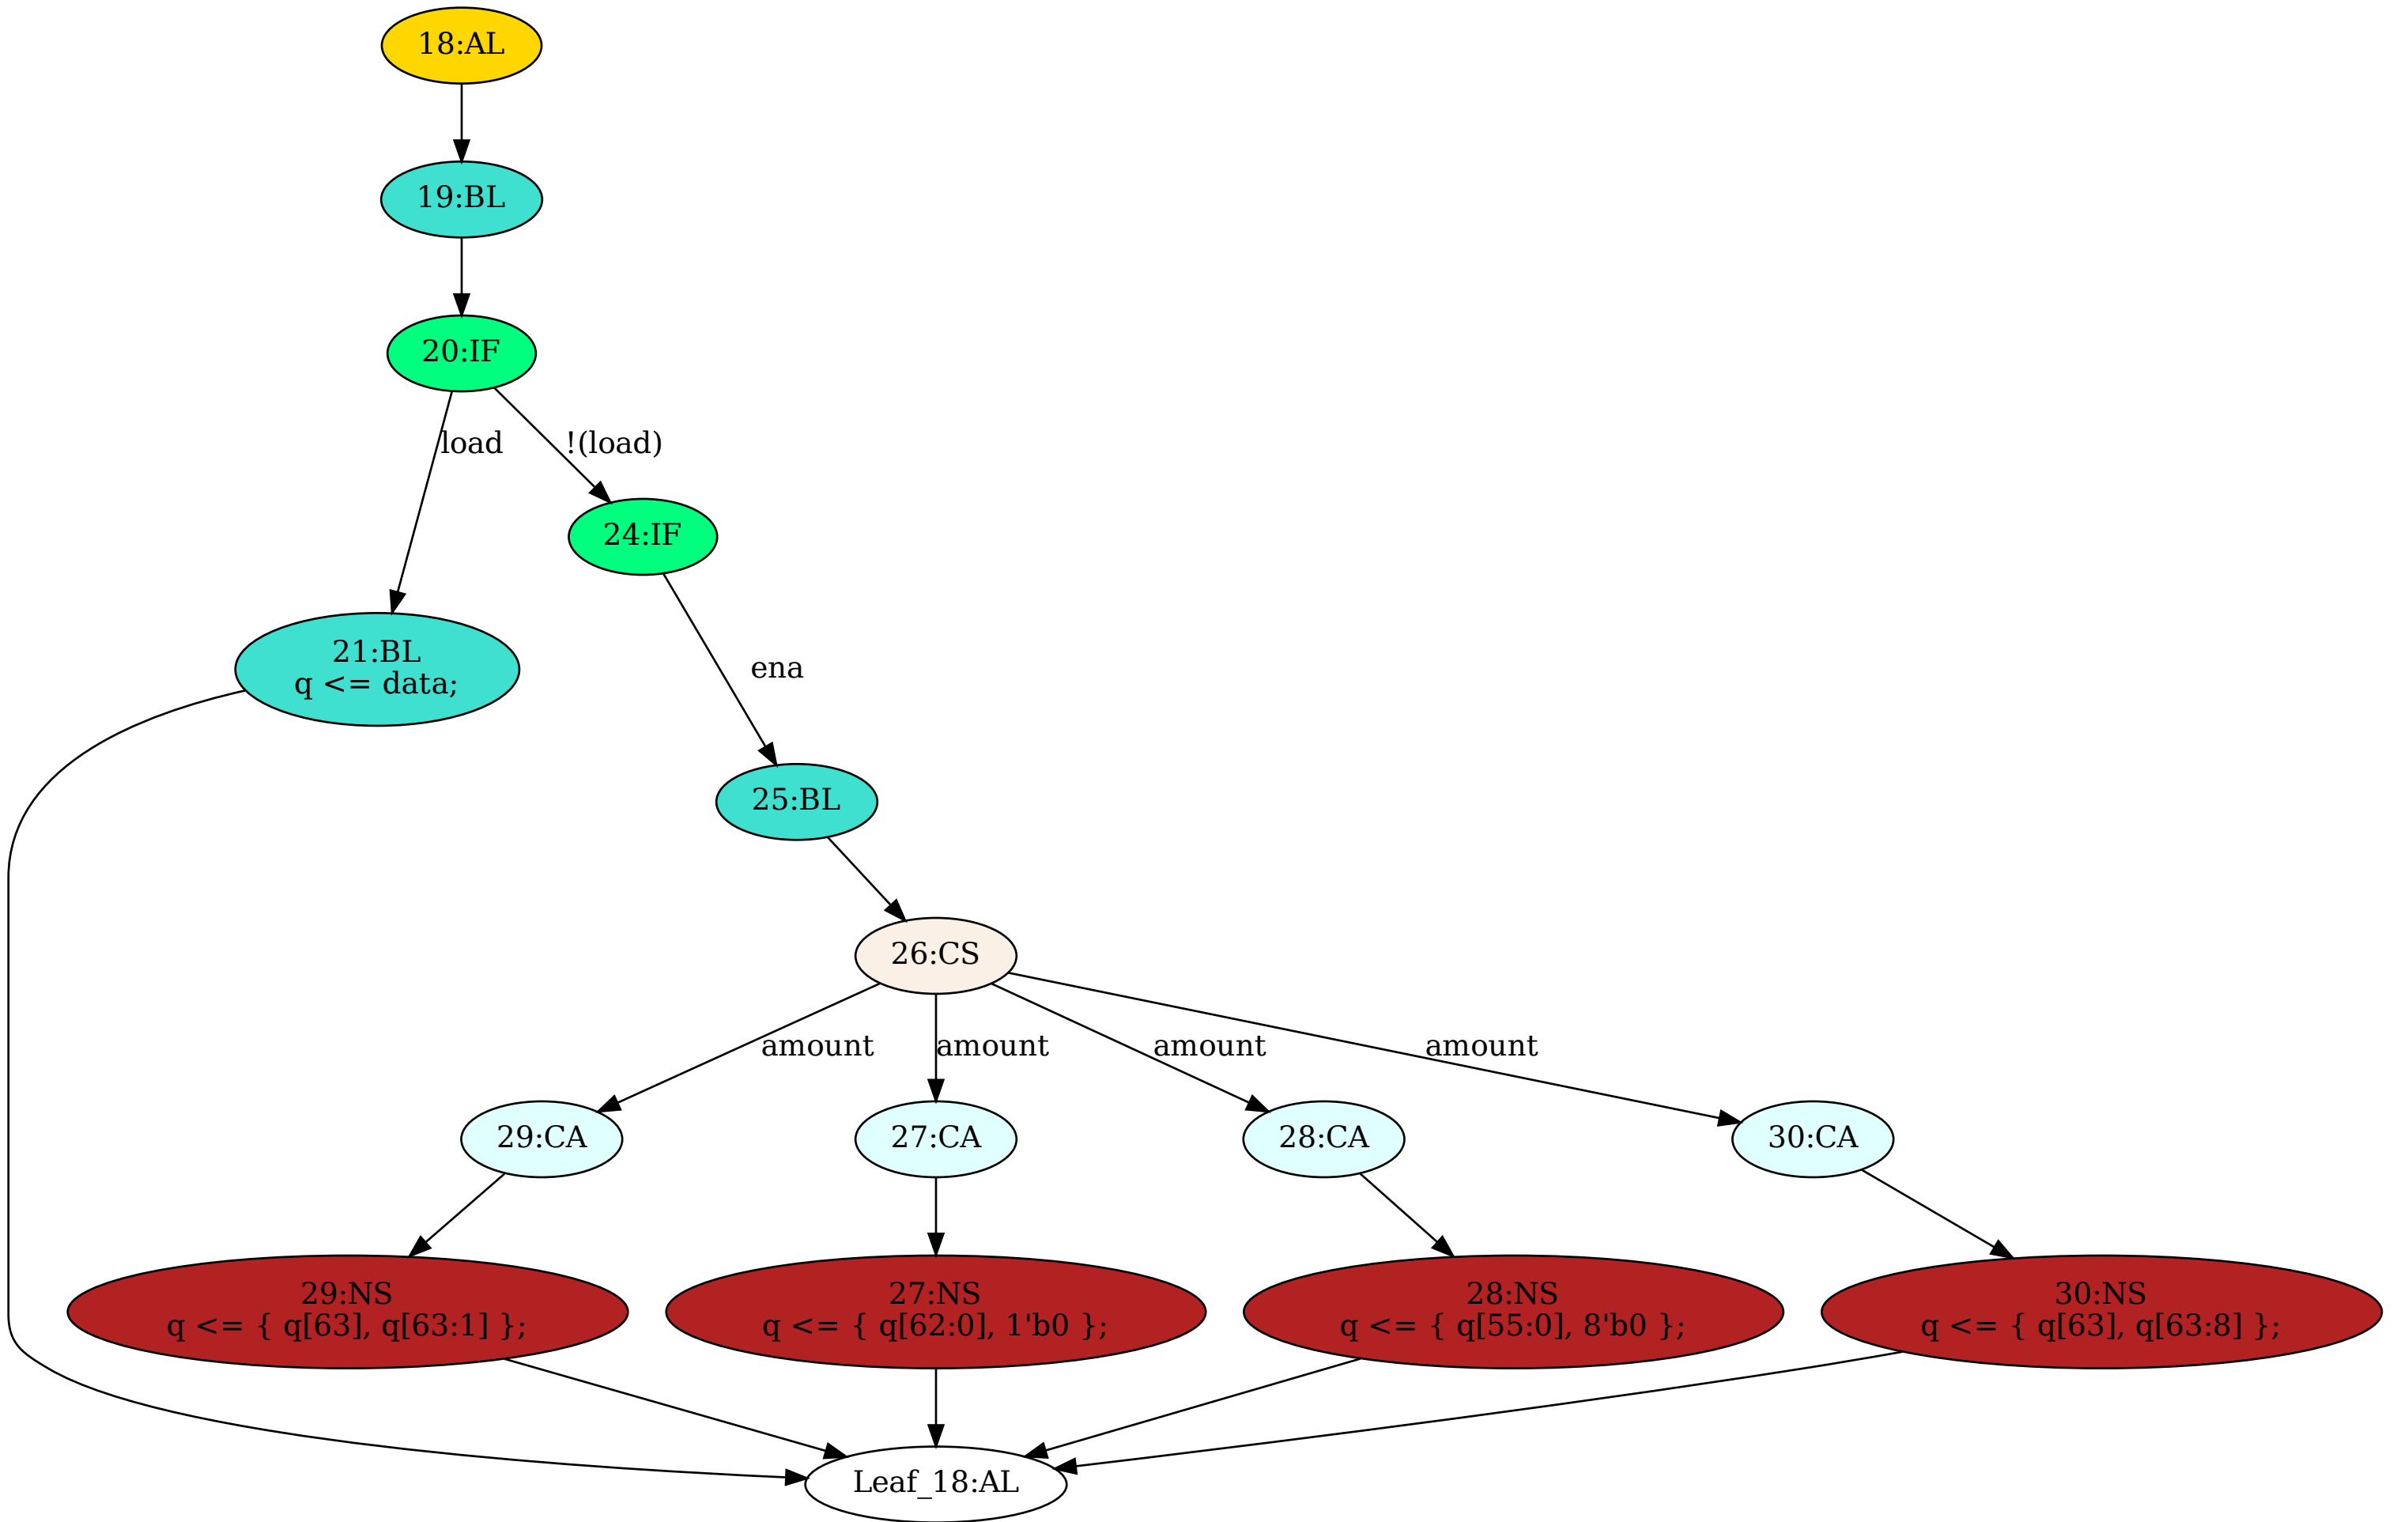 18:AL
19:BL
20:IF
load
!(load)
24:IF
21:BL
q <= data;
ena
25:BL
26:CS
amount
amount
amount
amount
29:CA
27:CA
28:CA
30:CA
29:NS
q <= { q[63], q[63:1] };
27:NS
q <= { q[62:0], 1'b0 };
28:NS
q <= { q[55:0], 8'b0 };
30:NS
q <= { q[63], q[63:8] };
Leaf_18:AL